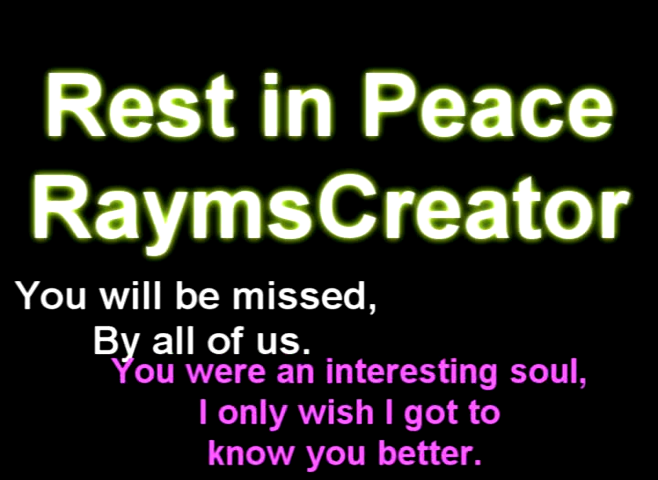 Rest in Peace
RaymsCreator
You will be missed,
By all of us.
You were an interesting soul,
I only wish I got to
know you better.